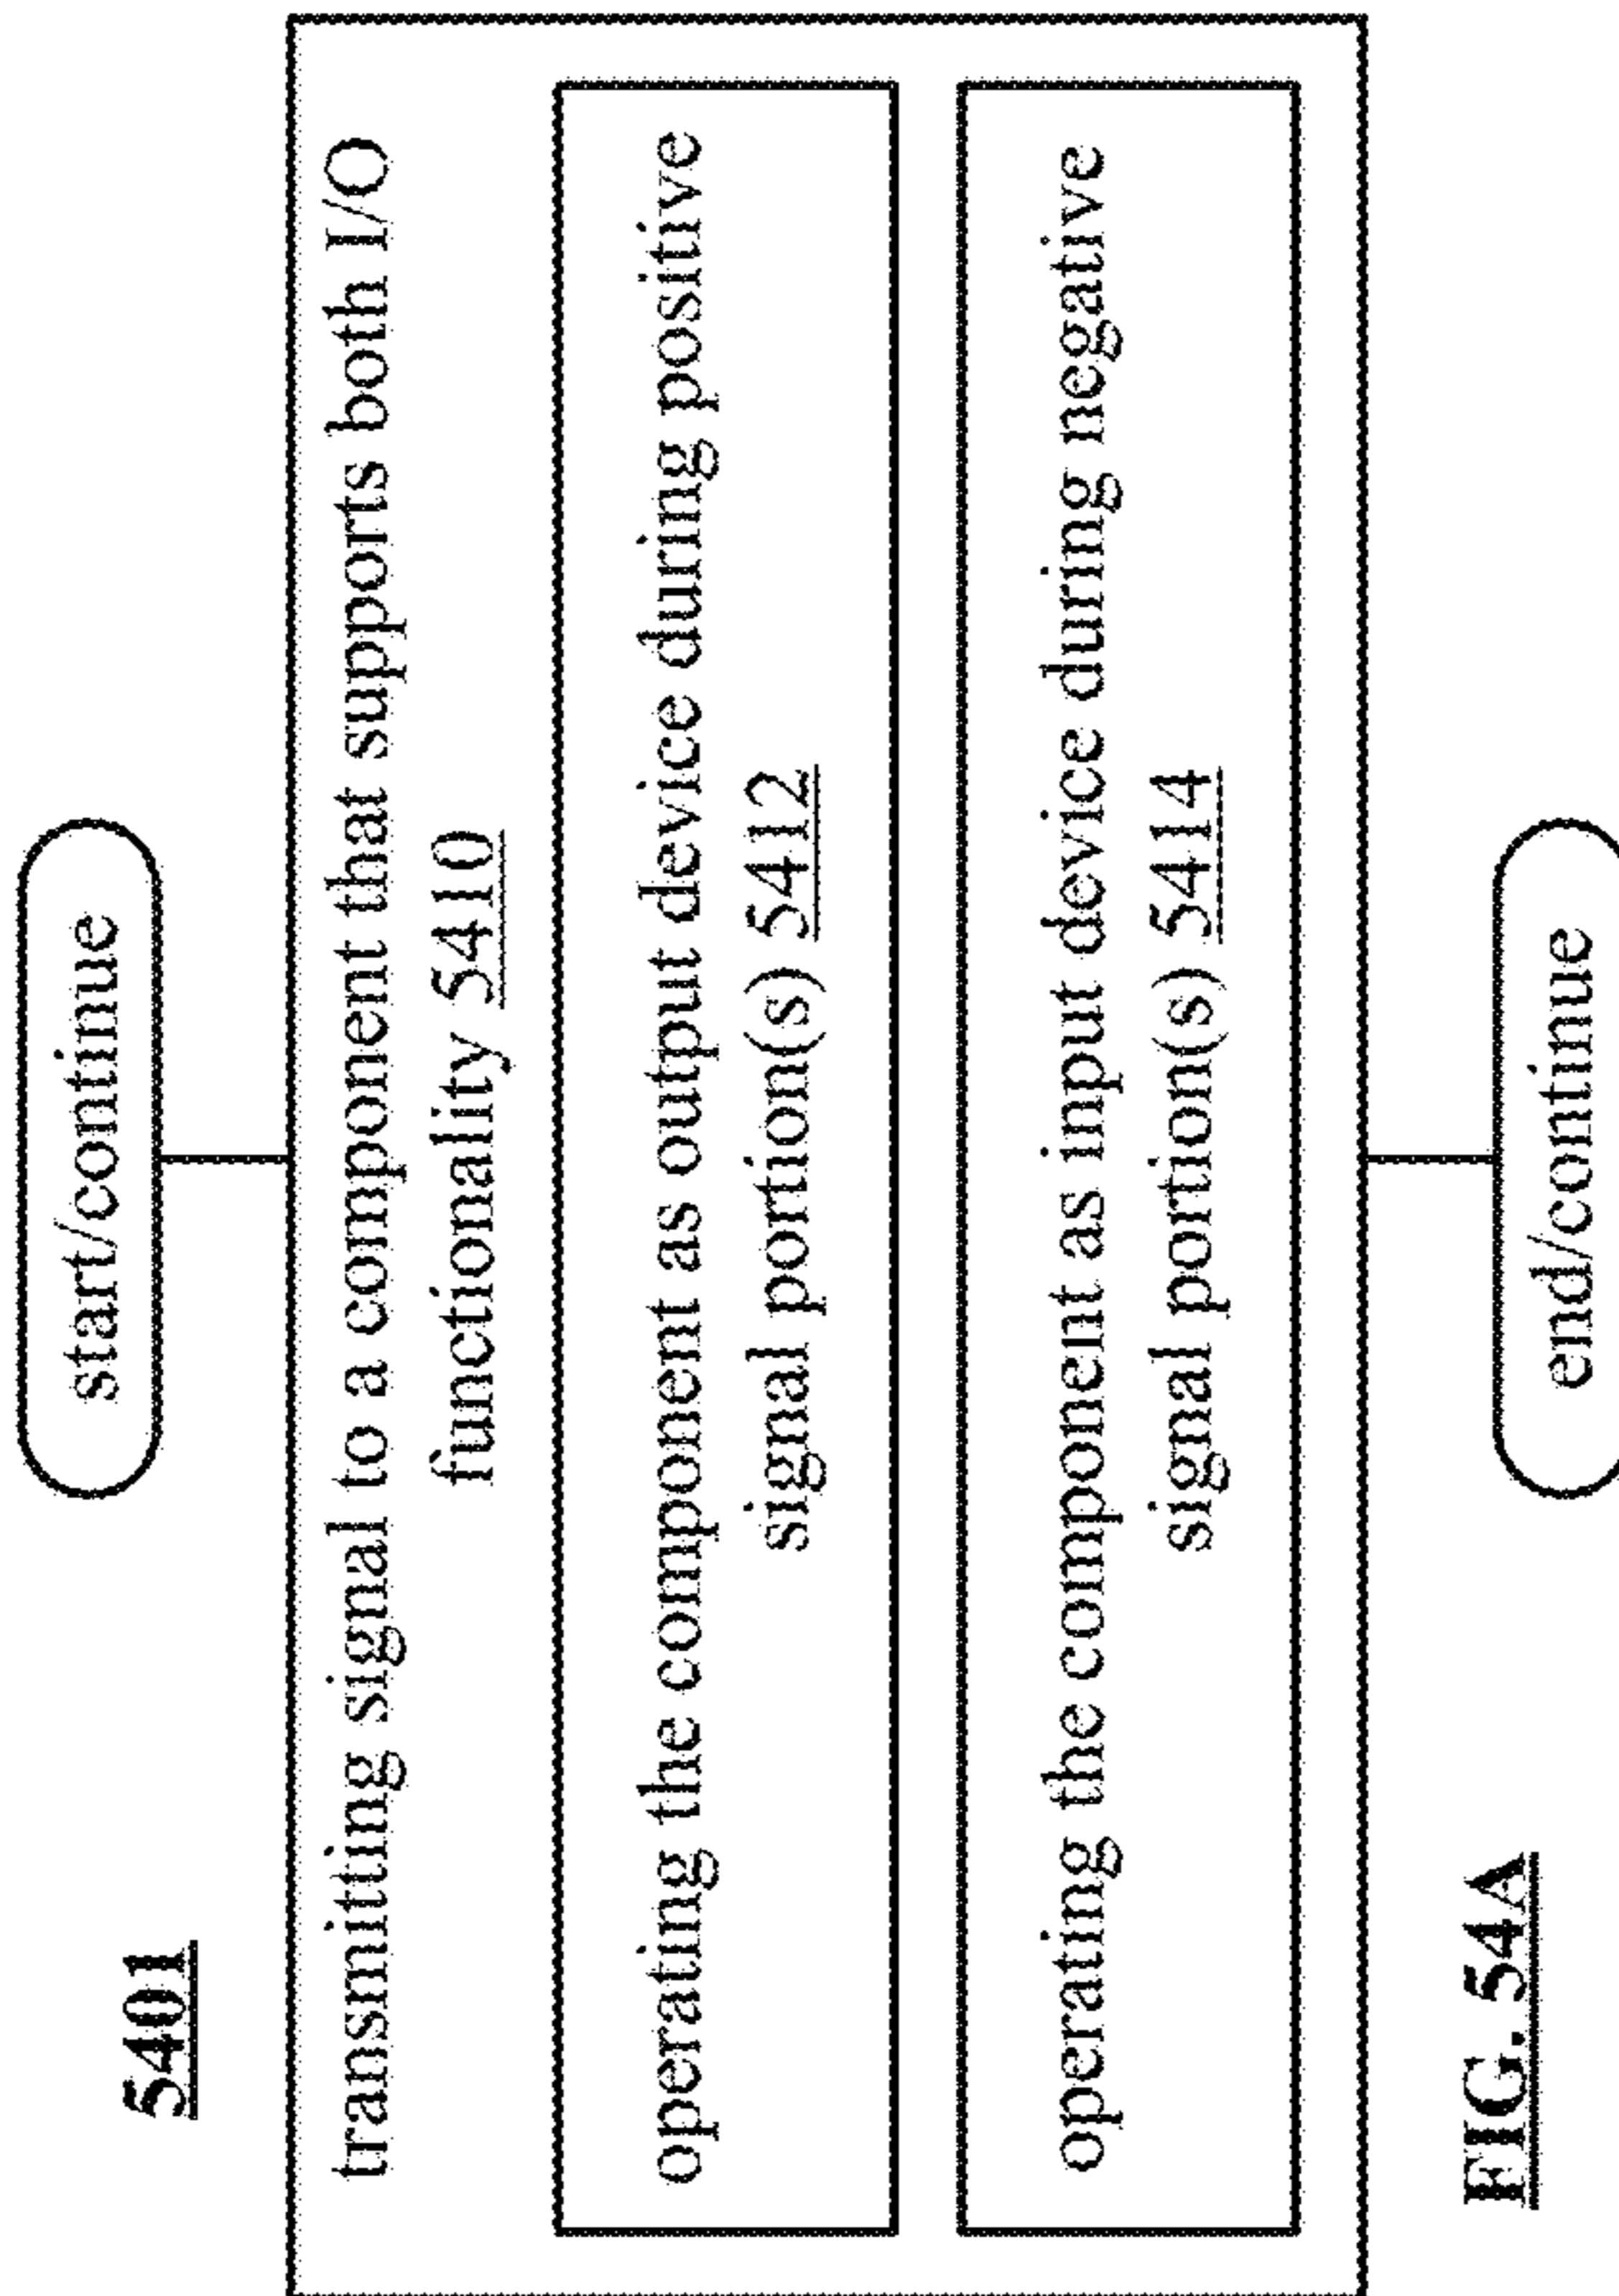 5401
start/continue
transmitting signal to a component that supports both I/O
functionality 5410
operating the component as output device during positive
signal portion(s) 5412
operating the component as input device during negative
signal portion(s) 5414
end/continue
FIG. 54A